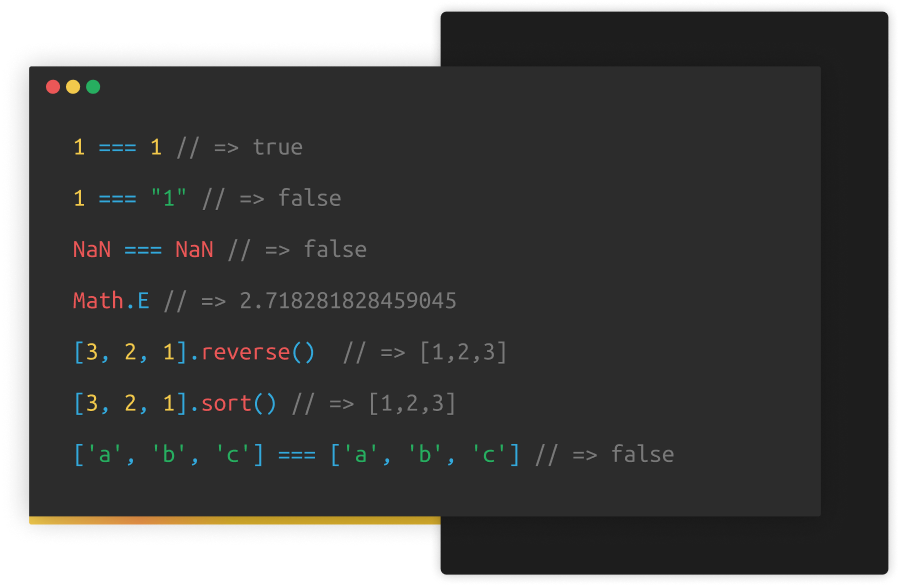 1 === 1 // => true
1 === "1" // => false
NaN === NaN // => false
Math.E // => 2.718281828459045
[3, 2, 1].reverse()  // => [1,2,3]
[3, 2, 1].sort() // => [1,2,3]
['a', 'b', 'c'] === ['a', 'b', 'c'] // => false